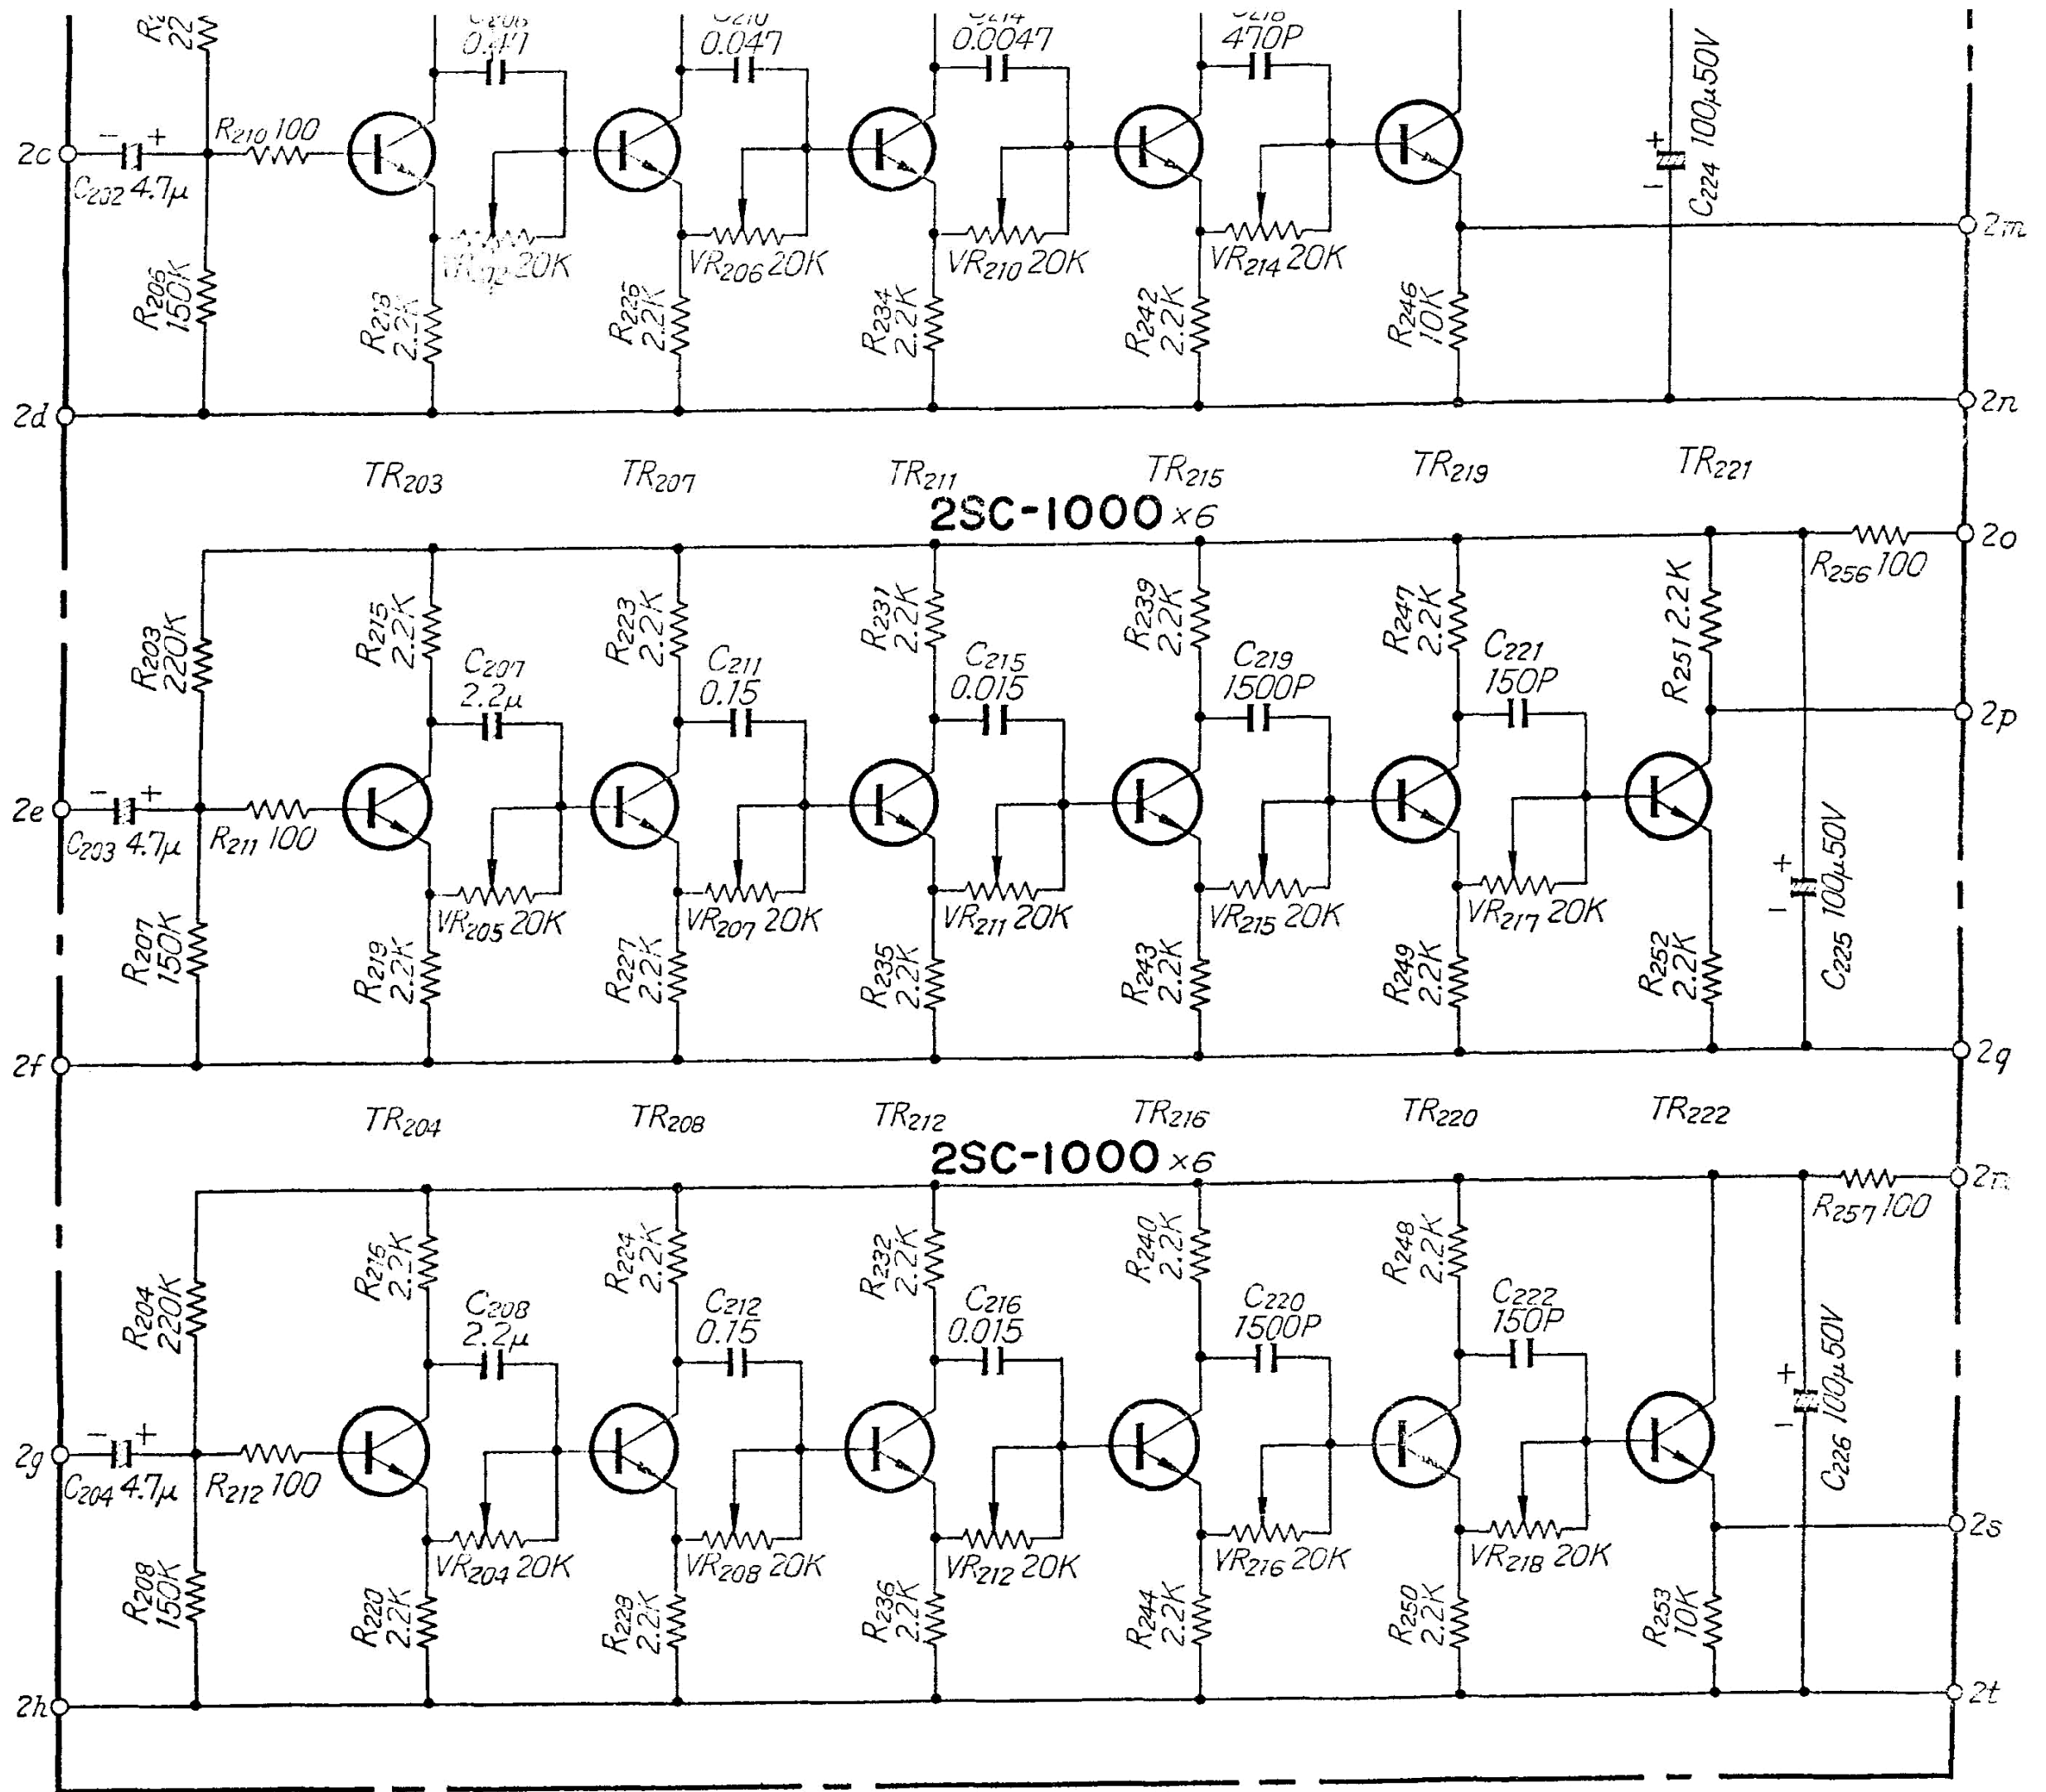 22
0.047
0.0047
470P
R210 100
2c
- +
C202 4.7μ
+
-
C224 100μ50V
2m
20K
VR206 20K
VR210 20K
VR214 20K
R206
150K
R218
2.2K
R226
2.2K
R234
2.2K
R242
2.2K
R246
10K
2d
2n
TR203
TR207
TR211
TR215
TR219
TR221
2SC-1000 ×6
2o
R256 100
R203
220K
R215
2.2K
R223
2.2K
R231
2.2K
R239
2.2K
R247
2.2K
R251 2.2K
C207
2.2μ
C211
0.15
C215
0.015
C219
1500P
C221
150P
2p
2e
- +
C203 4.7μ
R211 100
+
-
C225 100μ50V
VR205 20K
VR207 20K
VR211 20K
VR215 20K
VR217 20K
R207
150K
R219
2.2K
R227
2.2K
R235
2.2K
R243
2.2K
R249
2.2K
R252
2.2K
2f
2q
TR204
TR208
TR212
TR216
TR220
TR222
2SC-1000 ×6
R257 100
R204
220K
R216
2.2K
R224
2.2K
R232
2.2K
R240
2.2K
R248
2.2K
C208
2.2μ
C212
0.15
C216
0.015
C220
1500P
C222
150P
2g
- +
C204 4.7μ
R212 100
+
-
C226 100μ50V
2s
VR204 20K
VR208 20K
VR212 20K
VR216 20K
VR218 20K
R208
150K
R220
2.2K
R228
2.2K
R236
2.2K
R244
2.2K
R250
2.2K
R253
10K
2h
2t